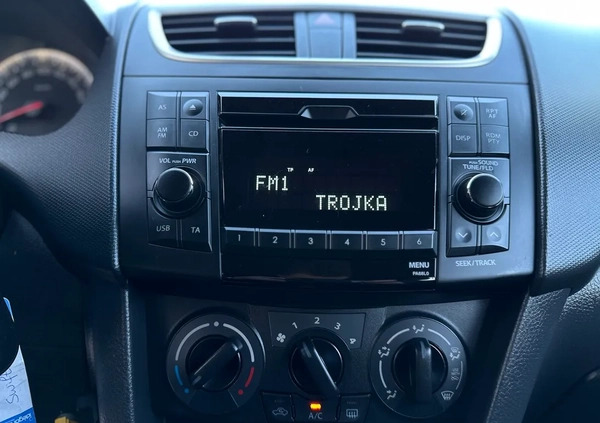 AS
AM
FM
CD
VOL PUSH PWR
USB
TA
TP AF
FM1
TROJKA
1 2 3 4 5 6
MENU
RPT
AF
DISP
RDM
PTY
PUSH SOUND
TUNE/FLD
SEEK/TRACK
0 1 2 3 4
A/C